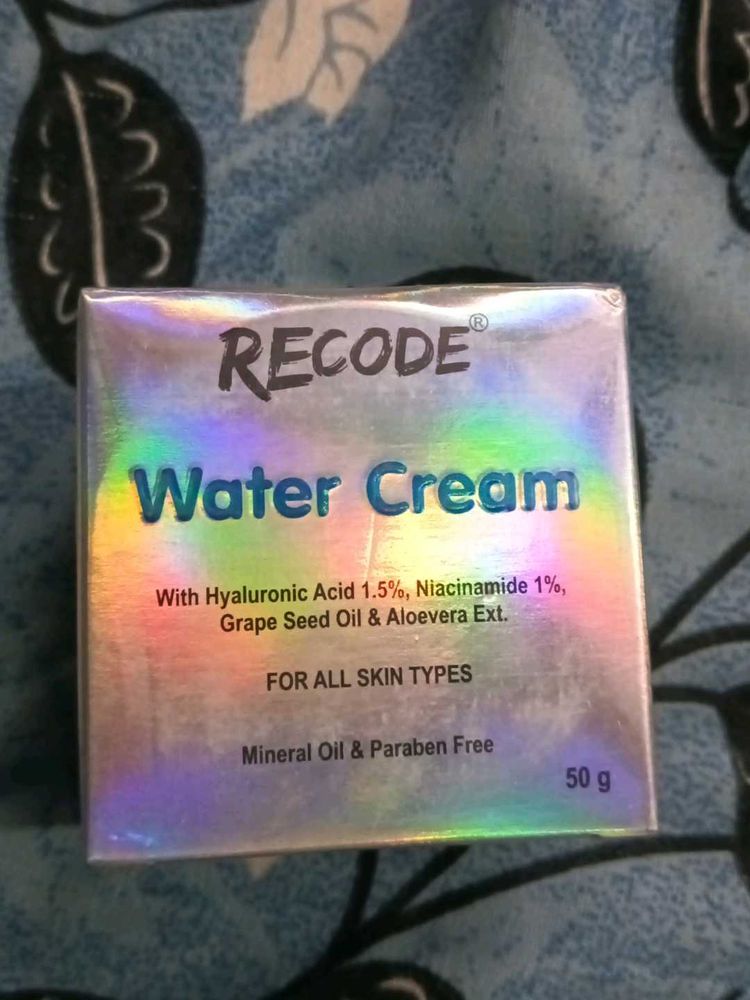 RECODE®
Water Cream
With Hyaluronic Acid 1.5%, Niacinamide 1%,
Grape Seed Oil & Aloevera Ext.
FOR ALL SKIN TYPES
Mineral Oil & Paraben Free
50 g